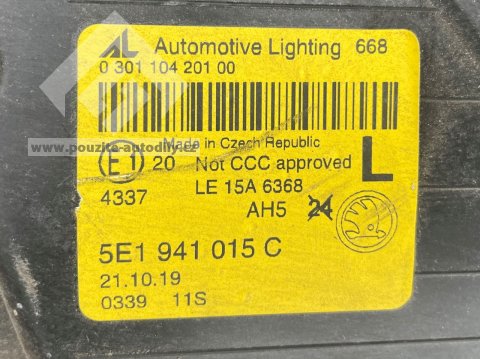 AL Automotive Lighting 668
0 301 104 201 00
www.pouzite-autodily.cz
Made in Czech Republic
E1 20 Not CCC approved L
4337 LE 15A 6368
AH5 24
5E1 941 015 C
21.10.19
0339 11S